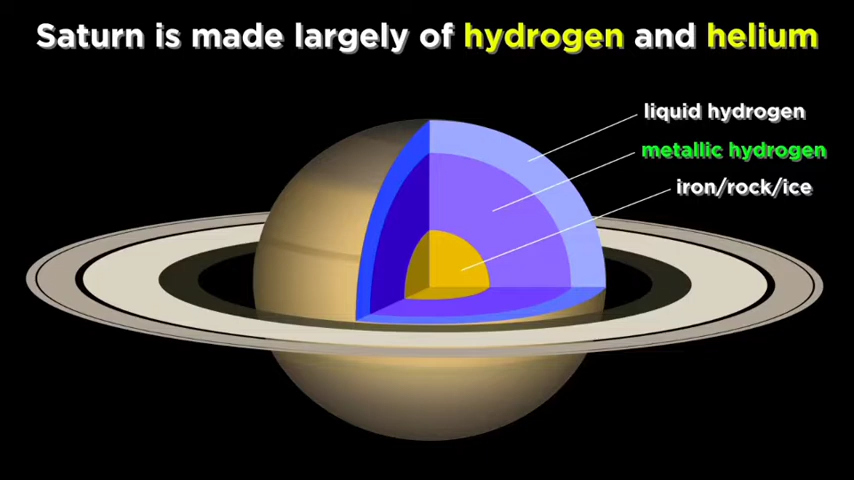 Saturn is made largely of hydrogen and helium
liquid hydrogen
metallic hydrogen
iron/rock/ice